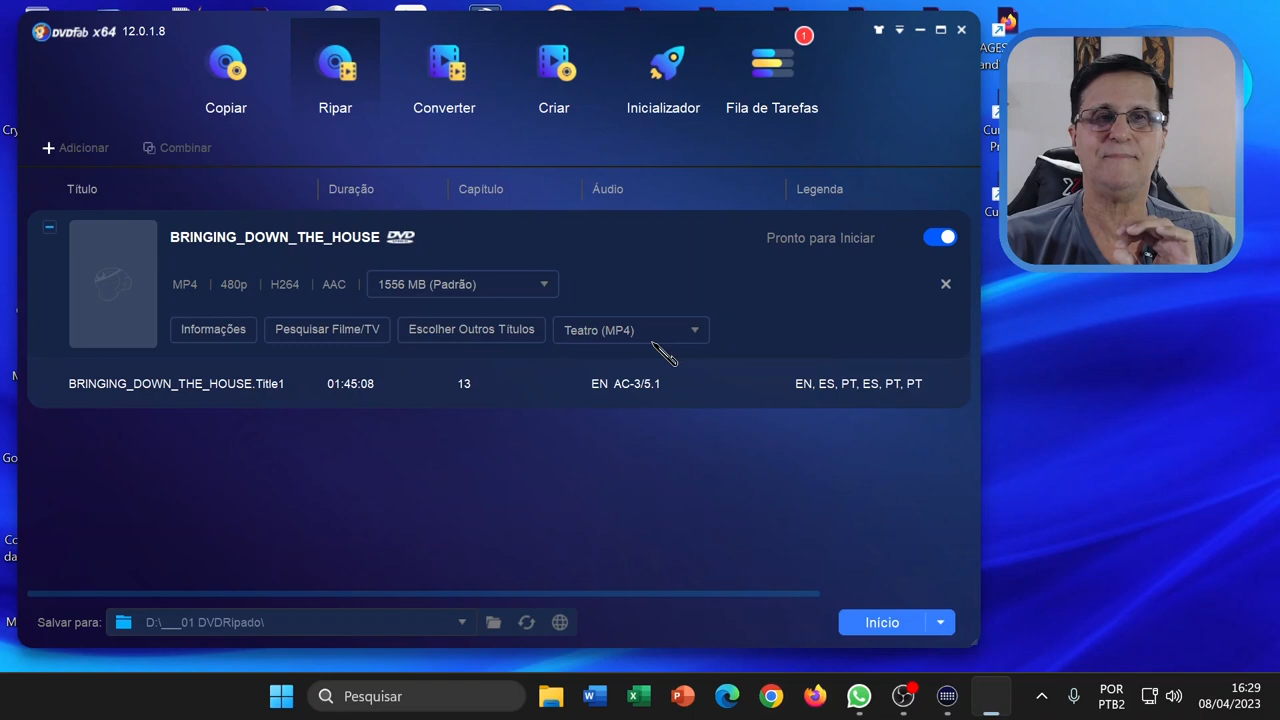 DVDFab x64 12.0.1.8
1
Copiar
Ripar
Converter
Criar
Inicializador
Fila de Tarefas
Adicionar
Combinar
Título
Duração
Capítulo
Áudio
Legenda
BRINGING_DOWN_THE_HOUSE DVD
Pronto para Iniciar
MP4 480p H264 AAC 1556 MB (Padrão)
Informações
Pesquisar Filme/TV
Escolher Outros Títulos
Teatro (MP4)
BRINGING_DOWN_THE_HOUSE.Title1
01:45:08
13
EN AC-3/5.1
EN, ES, PT, ES, PT, PT
Salvar para:
D:\___01 DVDRipado\
Início
Pesquisar
POR
PTB2
16:29
08/04/2023